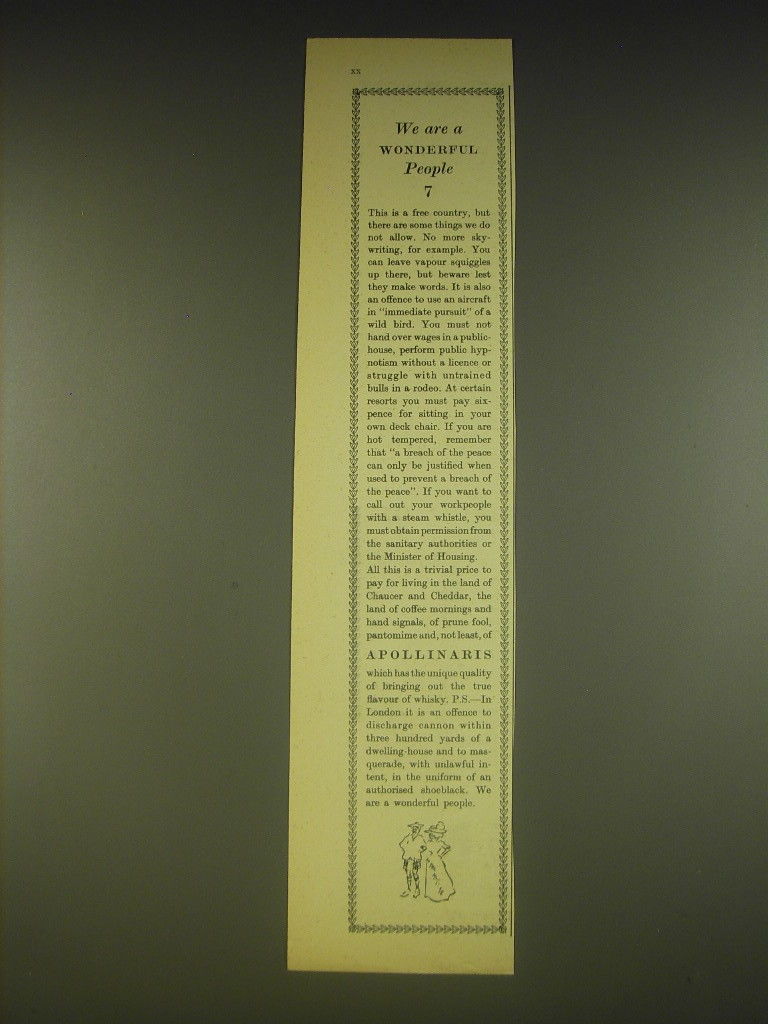 xx
We are a
WONDERFUL
People
7
This is a free country, but
there are some things we do
not allow. No more sky-
writing, for example. You
can leave vapour squiggles
up there, but beware lest
they make words. It is also
an offence to use an aircraft
in "immediate pursuit" of a
wild bird. You must not
hand over wages in a public-
house, perform public hyp-
notism without a licence or
struggle with untrained
bulls in a rodeo. At certain
resorts you must pay six-
pence for sitting in your
own deck chair. If you are
hot tempered, remember
that "a breach of the peace
can only be justified when
used to prevent a breach of
the peace". If you want to
call out your workpeople
with a steam whistle, you
must obtain permission from
the sanitary authorities or
the Minister of Housing.
All this is a trivial price to
pay for living in the land of
Chaucer and Cheddar, the
land of coffee mornings and
hand signals, of prune fool,
pantomime and, not least, of
APOLLINARIS
which has the unique quality
of bringing out the true
flavour of whisky. P.S.—In
London it is an offence to
discharge cannon within
three hundred yards of a
dwelling-house and to mas-
querade, with unlawful in-
tent, in the uniform of an
authorised shoeblack. We
are a wonderful people.